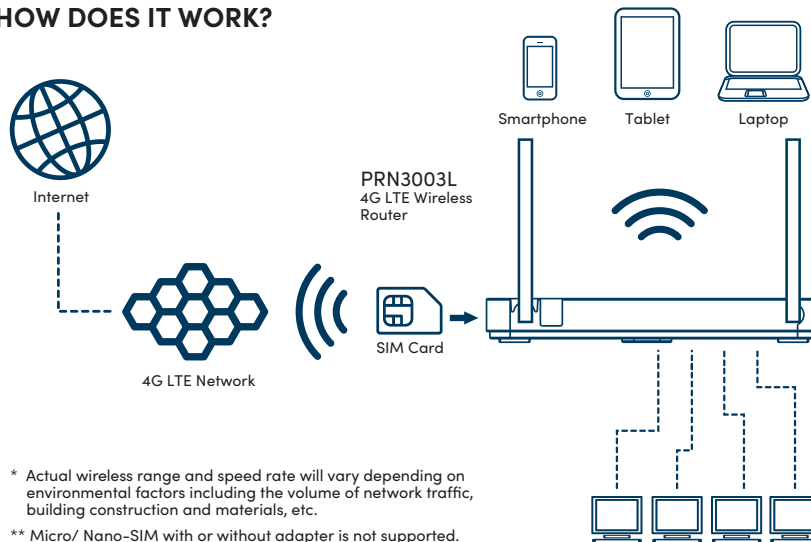 HOW DOES IT WORK?
Smartphone
Tablet
Laptop
Internet
PRN3003L
4G LTE Wireless
Router
SIM Card
4G LTE Network
* Actual wireless range and speed rate will vary depending on
environmental factors including the volume of network traffic,
building construction and materials, etc.
** Micro/ Nano-SIM with or without adapter is not supported.